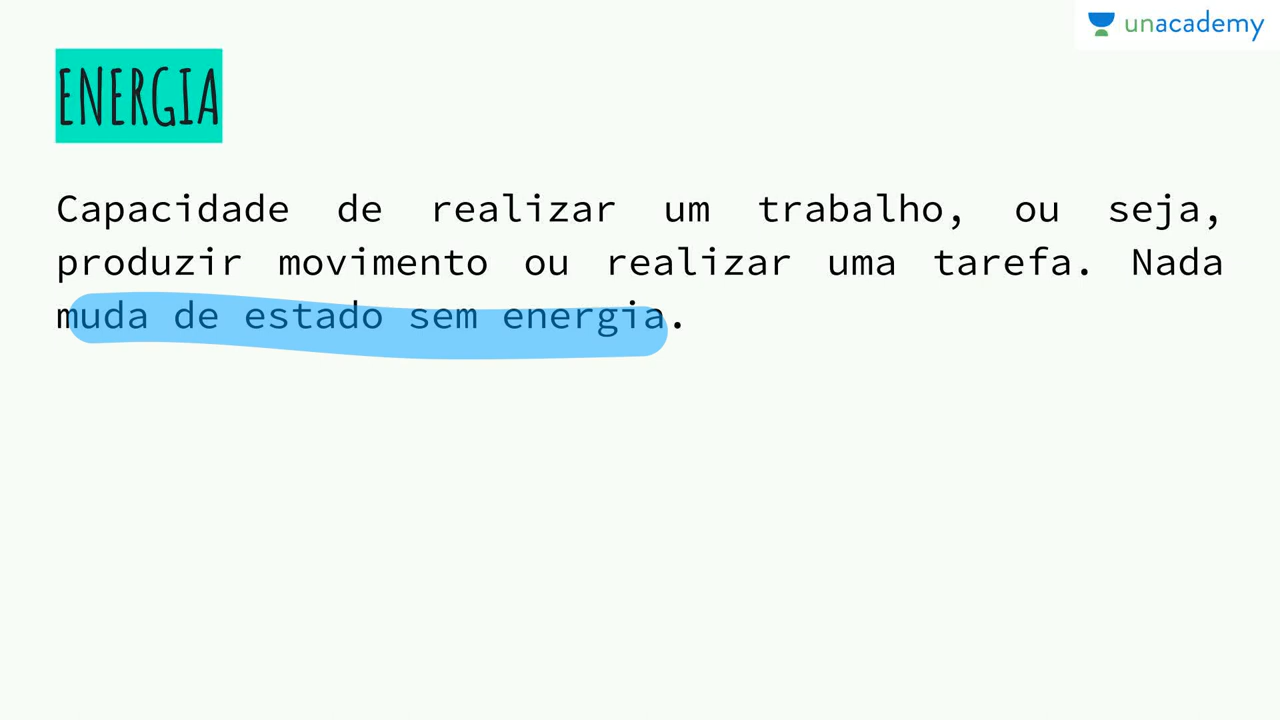 unacademy
ENERGIA
Capacidade de realizar um trabalho, ou seja,
produzir movimento ou realizar uma tarefa. Nada
muda de estado sem energia.